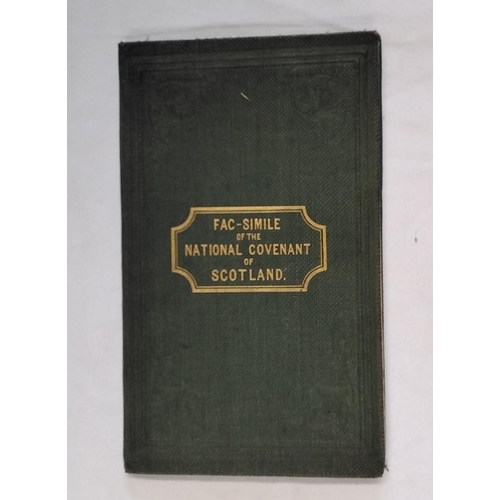 FAC-SIMILE
OF THE
NATIONAL COVENANT
OF
SCOTLAND.